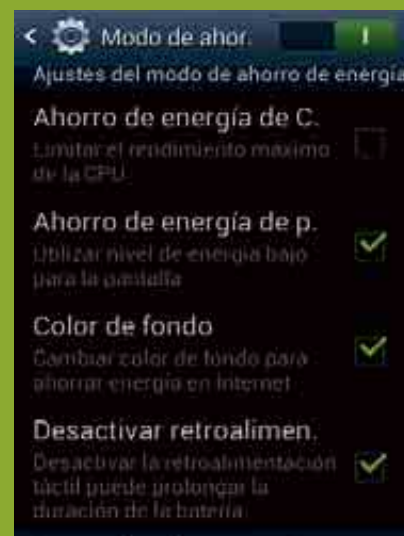 Modo de ahor.
Ajustes del modo de ahorro de energía
Ahorro de energía de C.
Limitar el rendimiento máximo
de la CPU
Ahorro de energía de p.
Utilizar nivel de energía bajo
para la pantalla
Color de fondo
Cambiar color de fondo para
ahorrar energía en Internet
Desactivar retroalimen.
Desactivar la retroalimentación
táctil puede prolongar la
duración de la batería